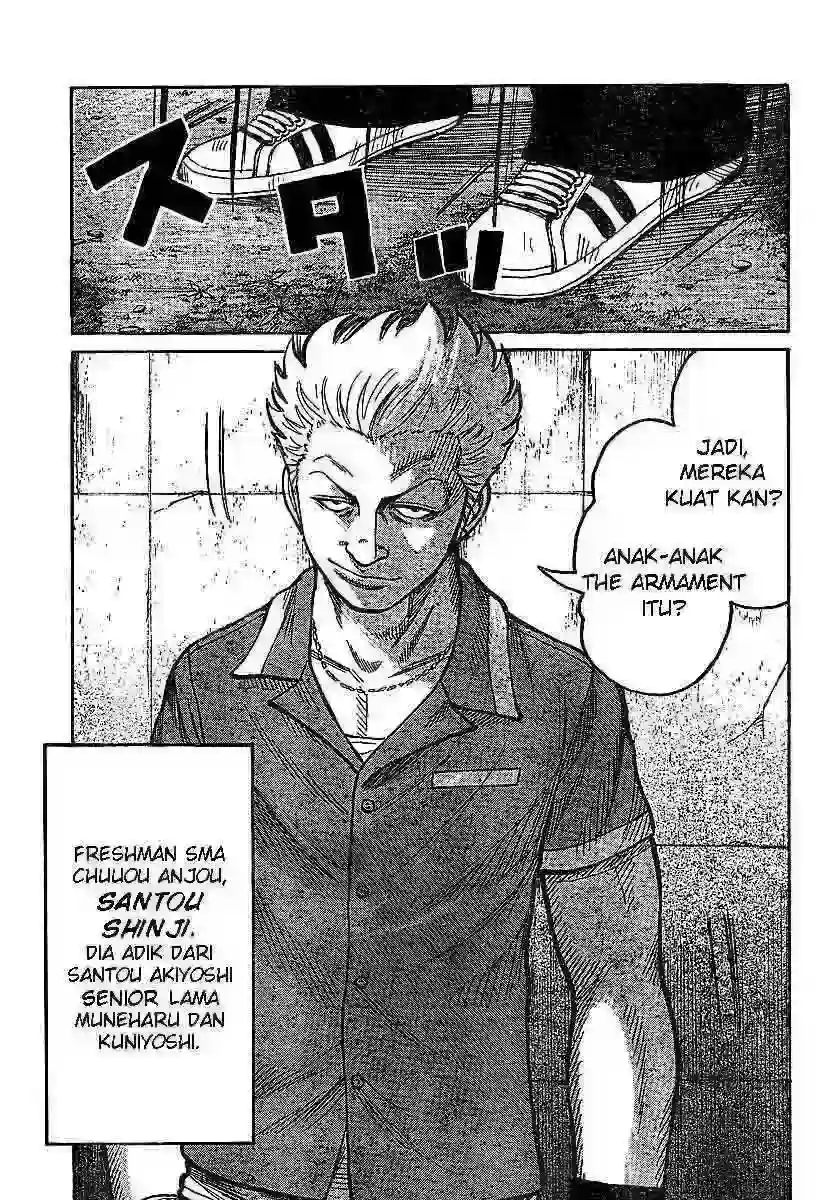 スタッ
JADI,
MEREKA
KUAT KAN?
ANAK-ANAK
THE ARMAMENT
ITU?
FRESHMAN SMA
CHUUOU ANJOU,
SANTOU
SHINJI.
DIA ADIK DARI
SANTOU AKIYOSHI
SENIOR LAMA
MUNEHARU DAN
KUNIYOSHI.